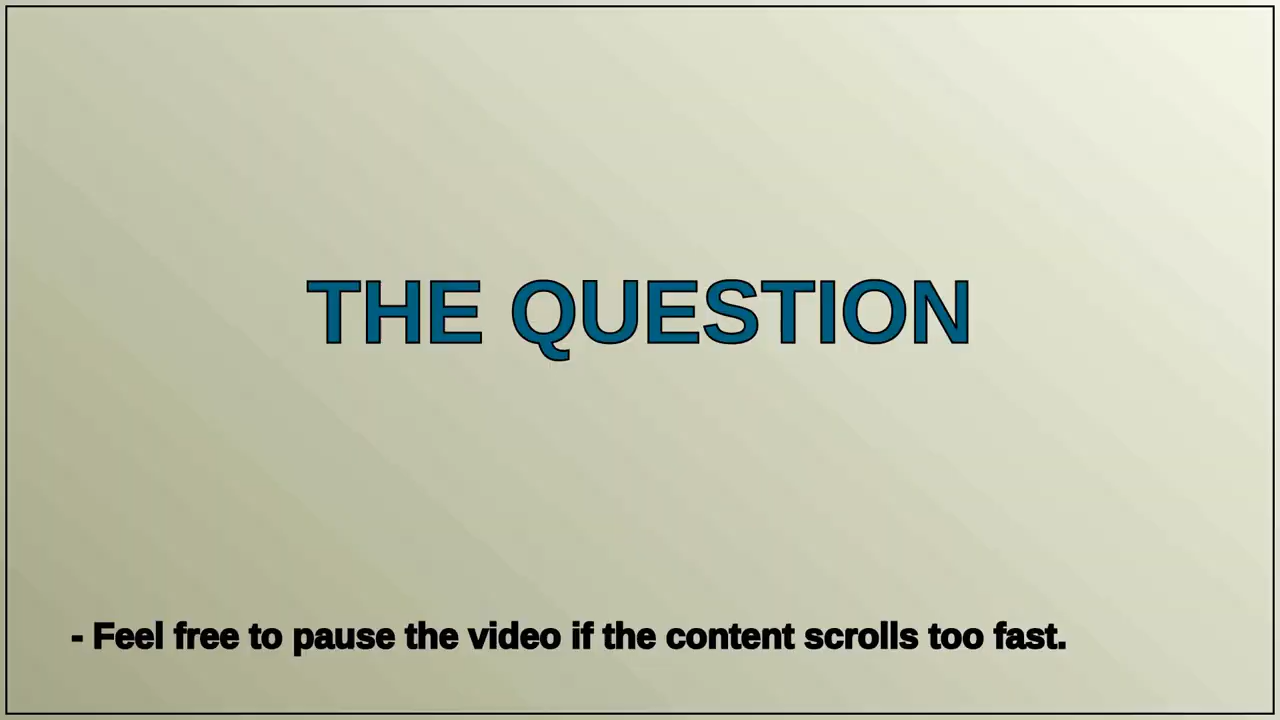 THE QUESTION
- Feel free to pause the video if the content scrolls too fast.